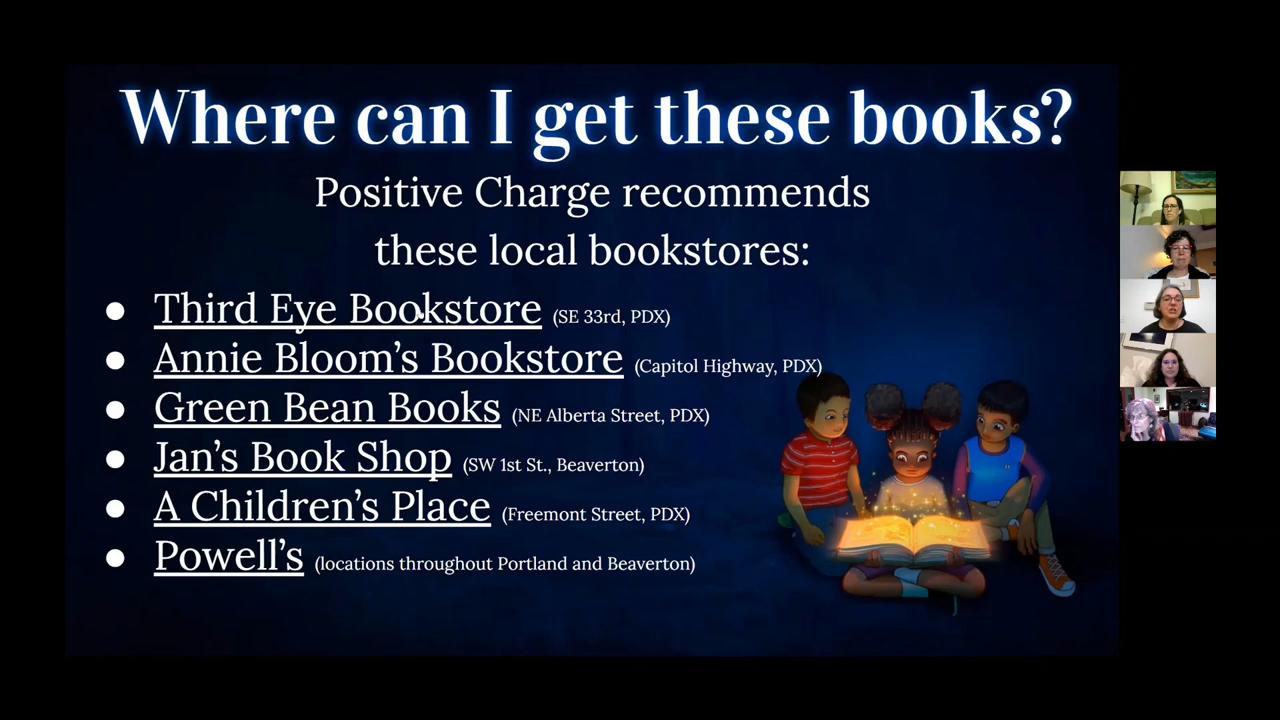 Where can I get these books?
Positive Charge recommends
these local bookstores:
● Third Eye Bookstore (SE 33rd, PDX)
● Annie Bloom's Bookstore (Capitol Highway, PDX)
● Green Bean Books (NE Alberta Street, PDX)
● Jan's Book Shop (SW 1st St., Beaverton)
● A Children's Place (Freemont Street, PDX)
● Powell's (locations throughout Portland and Beaverton)